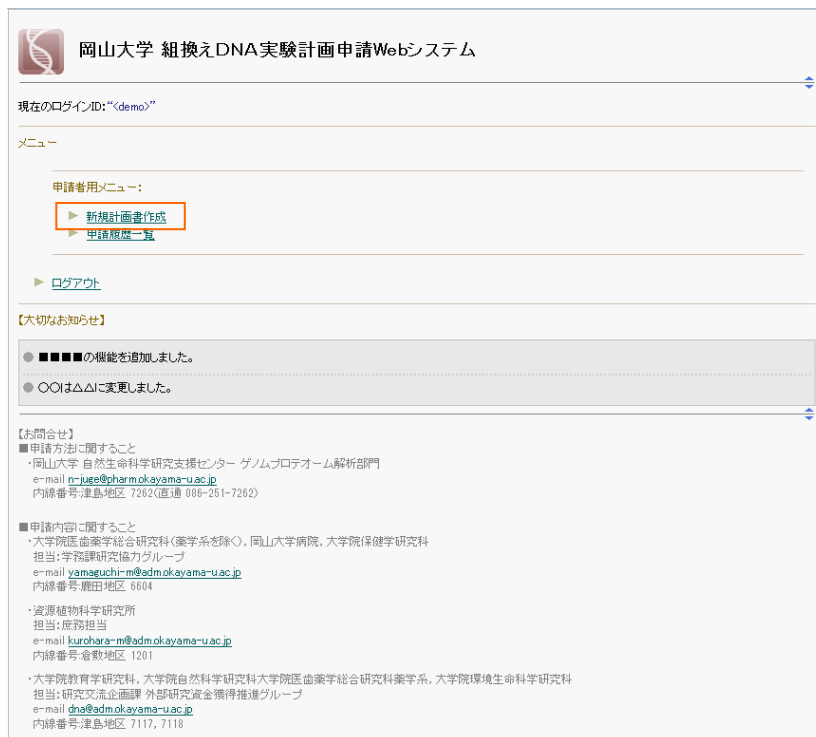 岡山大学 組換えDNA実験計画申請Webシステム
現在のログインID:“<demo>”
メニュー
申請者用メニュー:
新規計画書作成
申請履歴一覧
ログアウト
【大切なお知らせ】
■■■■の機能を追加しました。
○○は△△に変更しました。
【お問合せ】
■申請方法に関すること
・岡山大学 自然生命科学研究支援センター ゲノムプロテオーム解析部門
e-mail n-juge@pharm.okayama-u.ac.jp
内線番号:津島地区 7262(直通 086-251-7262)
■申請内容に関すること
・大学院医歯薬学総合研究科(薬学系を除く), 岡山大学病院, 大学院保健学研究科
担当:学務課研究協力グループ
e-mail yamaguchi-m@adm.okayama-u.ac.jp
内線番号:鹿田地区 6604
・資源植物科学研究所
担当:庶務担当
e-mail kurohara-m@adm.okayama-u.ac.jp
内線番号:倉敷地区 1201
・大学院教育学研究科, 大学院自然科学研究科大学院医歯薬学総合研究科薬学系, 大学院環境生命科学研究科
担当:研究交流企画課 外部研究資金獲得推進グループ
e-mail dna@adm.okayama-u.ac.jp
内線番号:津島地区 7117, 7118